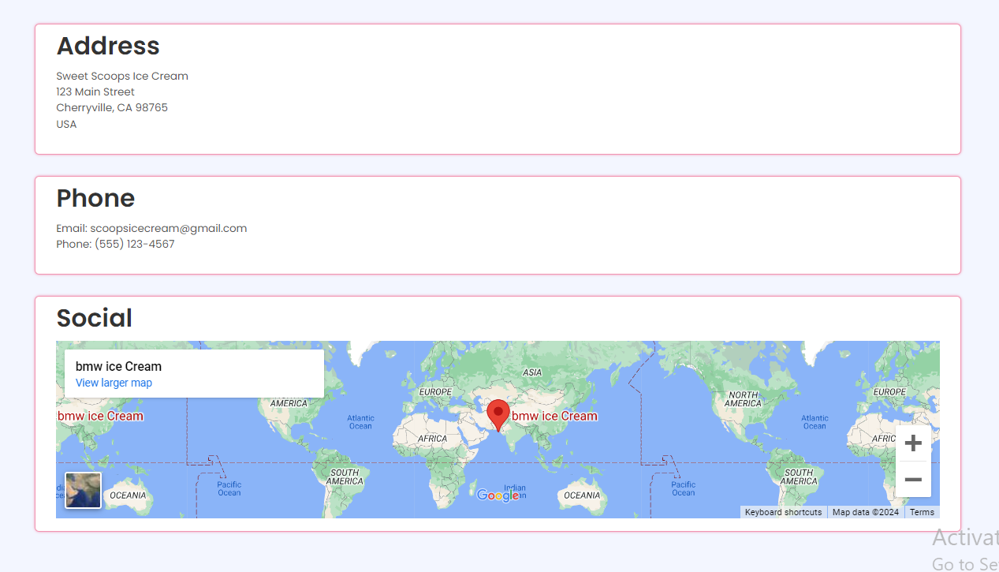 Address
Sweet Scoops Ice Cream
123 Main Street
Cherryville, CA 98765
USA
Phone
Email: scoopsicecream@gmail.com
Phone: (555) 123-4567
Social
bmw ice Cream
View larger map
ASIA
EUROPE
NORTH
AMERICA
EUROPE
AMERICA
bmw ice Cream
bmw ice Cream
Atlantic
Ocean
Atlantic
Ocean
AFRICA
AFRIC
SOUTH
AMERICA
SOUTH
AMERICA
Pacific
Ocean
Indian
Pacific
Ocean
OCEANIA
Google
OCEANIA
Keyboard shortcuts
Map data ©2024
Terms
Activat
Go to Se